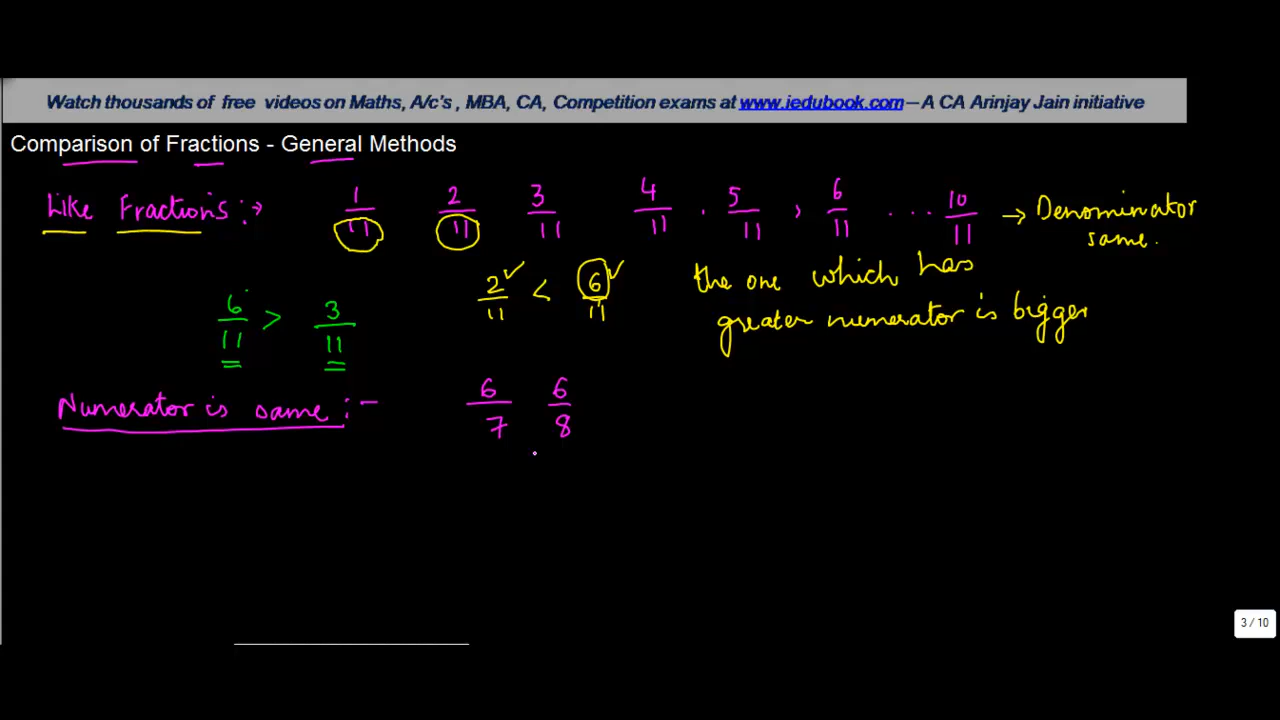 Watch thousands of free videos on Maths, A/c's , MBA, CA, Competition exams at www.iedubook.com – A CA Arinjay Jain initiative
Comparison of Fractions - General Methods
Like Fractions :→ 1/11 2/11 3/11 4/11 . 5/11 , 6/11 .... 10/11 → Denominator same.
2/11 ✓ < 6/11 ✓ the one which has
greater numerator is bigger
6/11 > 3/11
Numerator is same :- 6/7 6/8
3 / 10